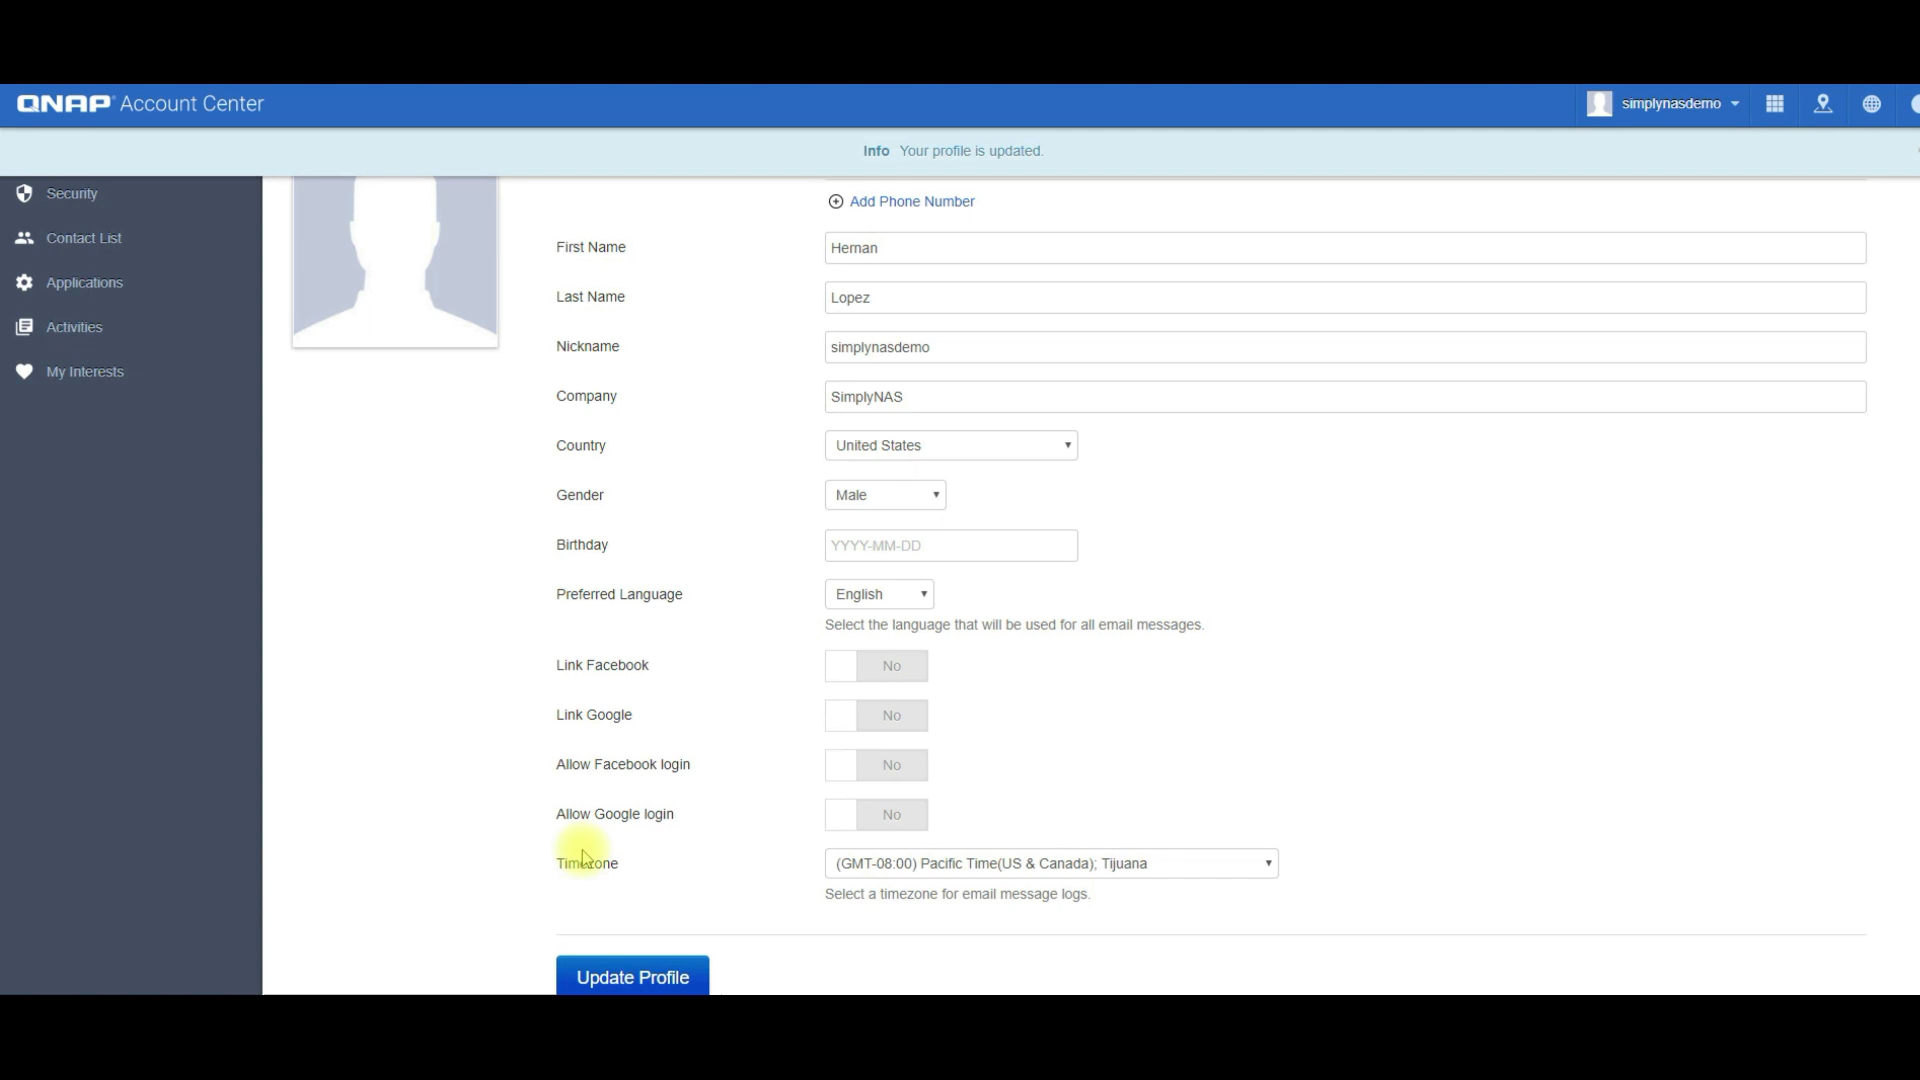 QNAP Account Center
simplynasdemo
Info Your profile is updated.
Security
Contact List
Applications
Activities
My Interests
Add Phone Number
First Name
Hernan
Last Name
Lopez
Nickname
simplynasdemo
Company
SimplyNAS
Country
United States
Gender
Male
Birthday
YYYY-MM-DD
Preferred Language
English
Select the language that will be used for all email messages.
Link Facebook
No
Link Google
No
Allow Facebook login
No
Allow Google login
No
Timezone
(GMT-08:00) Pacific Time(US & Canada); Tijuana
Select a timezone for email message logs.
Update Profile